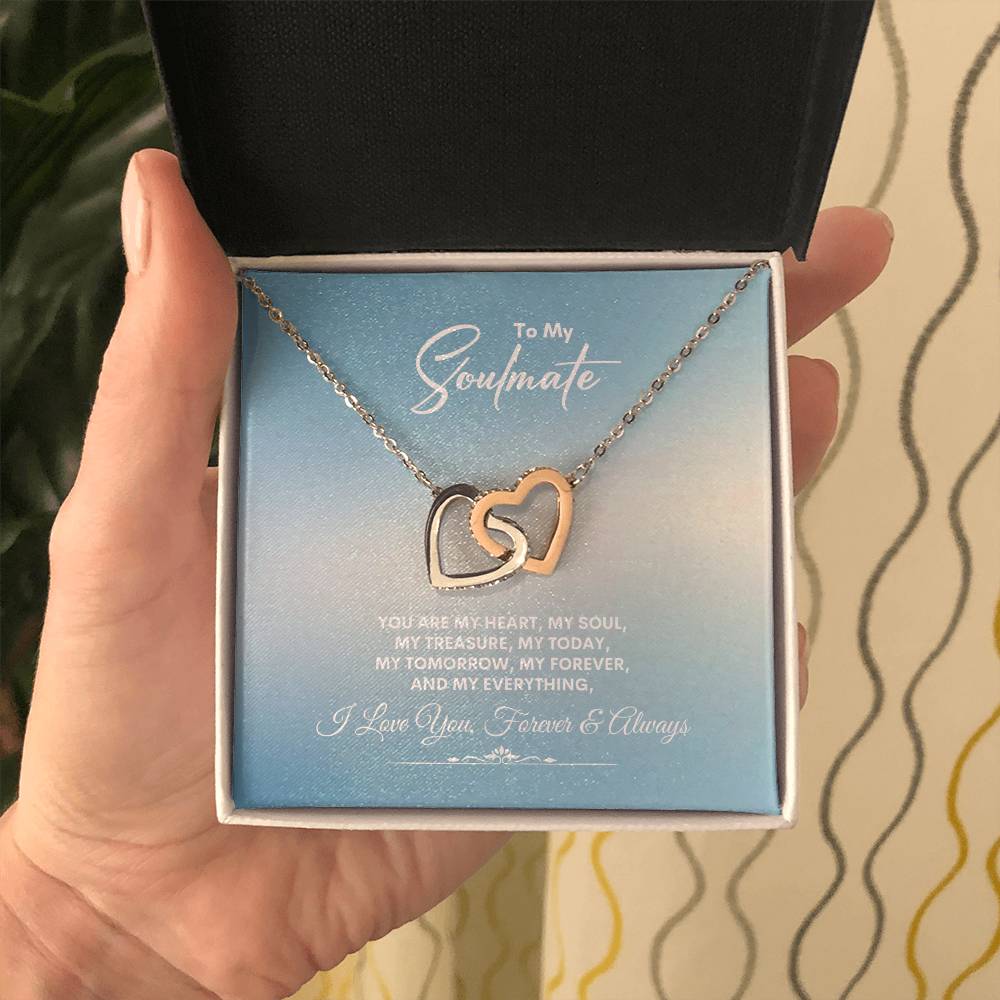 To My
Soulmate
YOU ARE MY HEART, MY SOUL,
MY TREASURE, MY TODAY,
MY TOMORROW, MY FOREVER,
AND MY EVERYTHING,
I Love You, Forever & Always